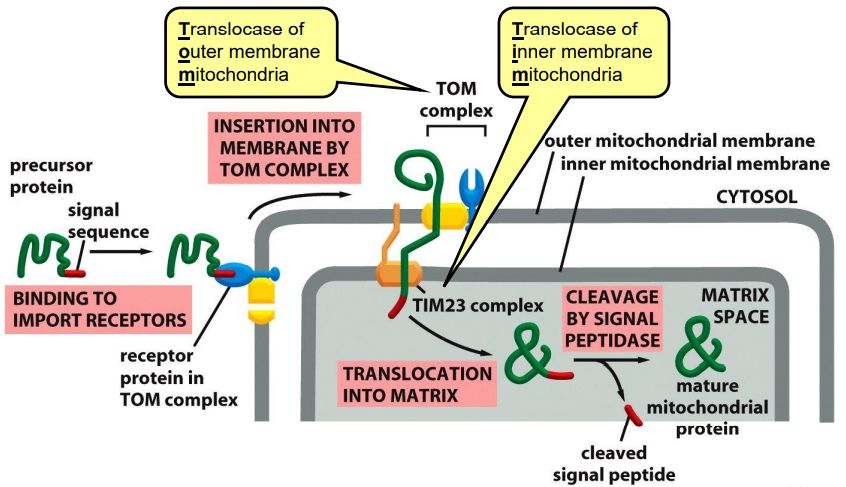 Translocase of
outer membrane
mitochondria
Translocase of
inner membrane
mitochondria
TOM
complex
INSERTION INTO
MEMBRANE BY
TOM COMPLEX
outer mitochondrial membrane
inner mitochondrial membrane
precursor
protein
CYTOSOL
signal
sequence
BINDING TO
IMPORT RECEPTORS
TIM23 complex
CLEAVAGE
BY SIGNAL
PEPTIDASE
MATRIX
SPACE
receptor
protein in
TOM complex
TRANSLOCATION
INTO MATRIX
mature
mitochondrial
protein
cleaved
signal peptide